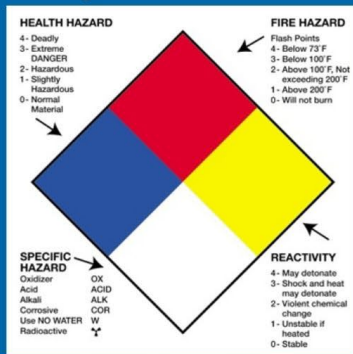 HEALTH HAZARD
4- Deadly
3- Extreme
DANGER
2- Hazardous
1- Slightly
Hazardous
0- Normal
Material
FIRE HAZARD
Flash Points
4- Below 73°F
3- Below 100°F
2- Above 100°F, Not
exceeding 200°F
1- Above 200°F
0- Will not burn
SPECIFIC
HAZARD
Oxidizer OX
Acid ACID
Alkali ALK
Corrosive COR
Use NO WATER W
Radioactive
REACTIVITY
4- May detonate
3- Shock and heat
may detonate
2- Violent chemical
change
1- Unstable if
heated
0- Stable